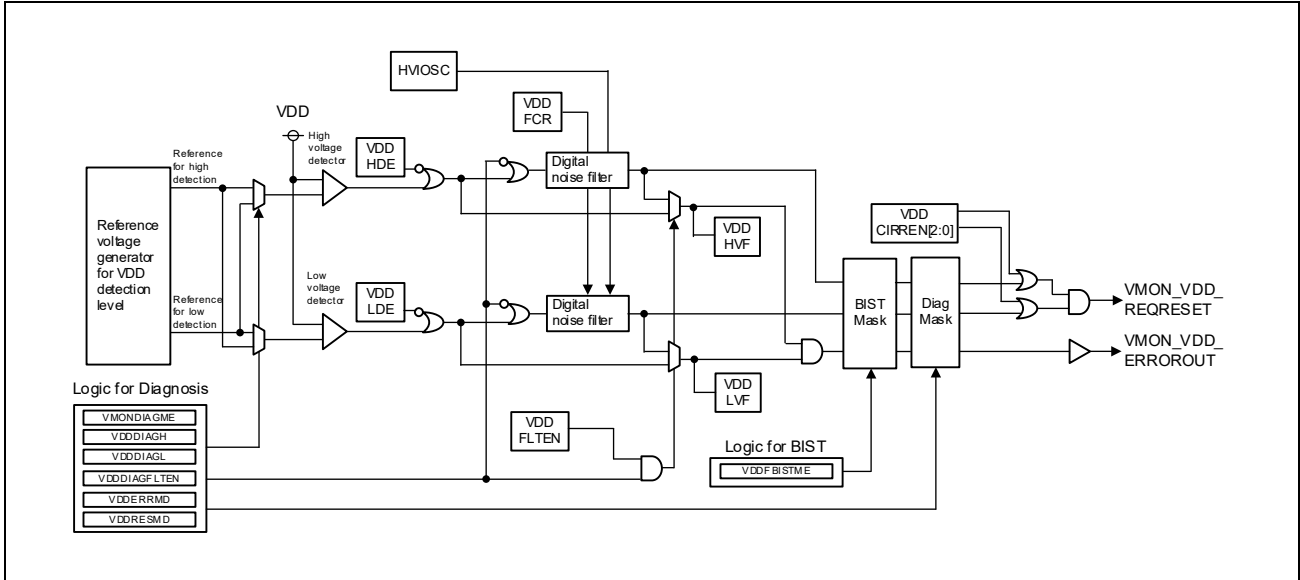 HVIOSC
VDD
FCR
VDD
High
voltage
detector
VDD
HDE
Reference
for high
detection
Digital
noise filter
Reference
voltage
generator
for VDD
detection
level
VDD
HVF
VDD
CIRREN[2:0]
Low
voltage
detector
VDD
LDE
Reference
for low
detection
Digital
noise filter
BIST
Mask
Diag
Mask
VMON_VDD_
REQRESET
VMON_VDD_
ERROROUT
VDD
LVF
Logic for Diagnosis
VMONDIAGME
VDDDIAGH
VDDDIAGL
VDDDIAGFLTEN
VDDERRMD
VDDRESMD
VDD
FLTEN
Logic for BIST
VDDFBISTME